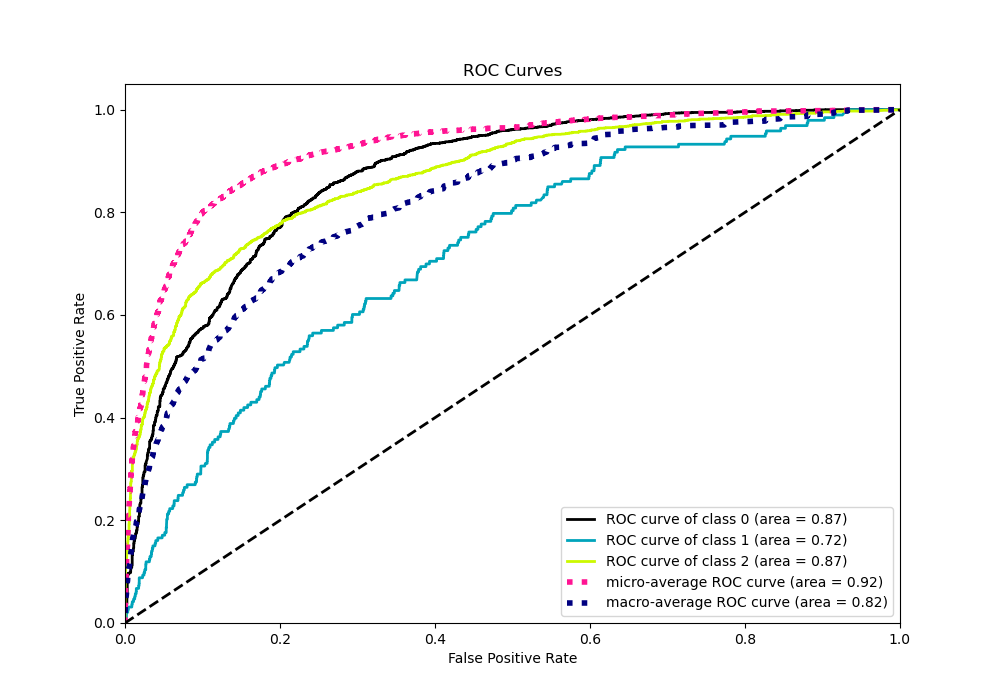 ROC Curves
True Positive Rate
1.0
0.8
0.6
0.4
0.2
0.0
0.0 0.2 0.4 0.6 0.8 1.0
False Positive Rate
ROC curve of class 0 (area = 0.87)
ROC curve of class 1 (area = 0.72)
ROC curve of class 2 (area = 0.87)
micro-average ROC curve (area = 0.92)
macro-average ROC curve (area = 0.82)